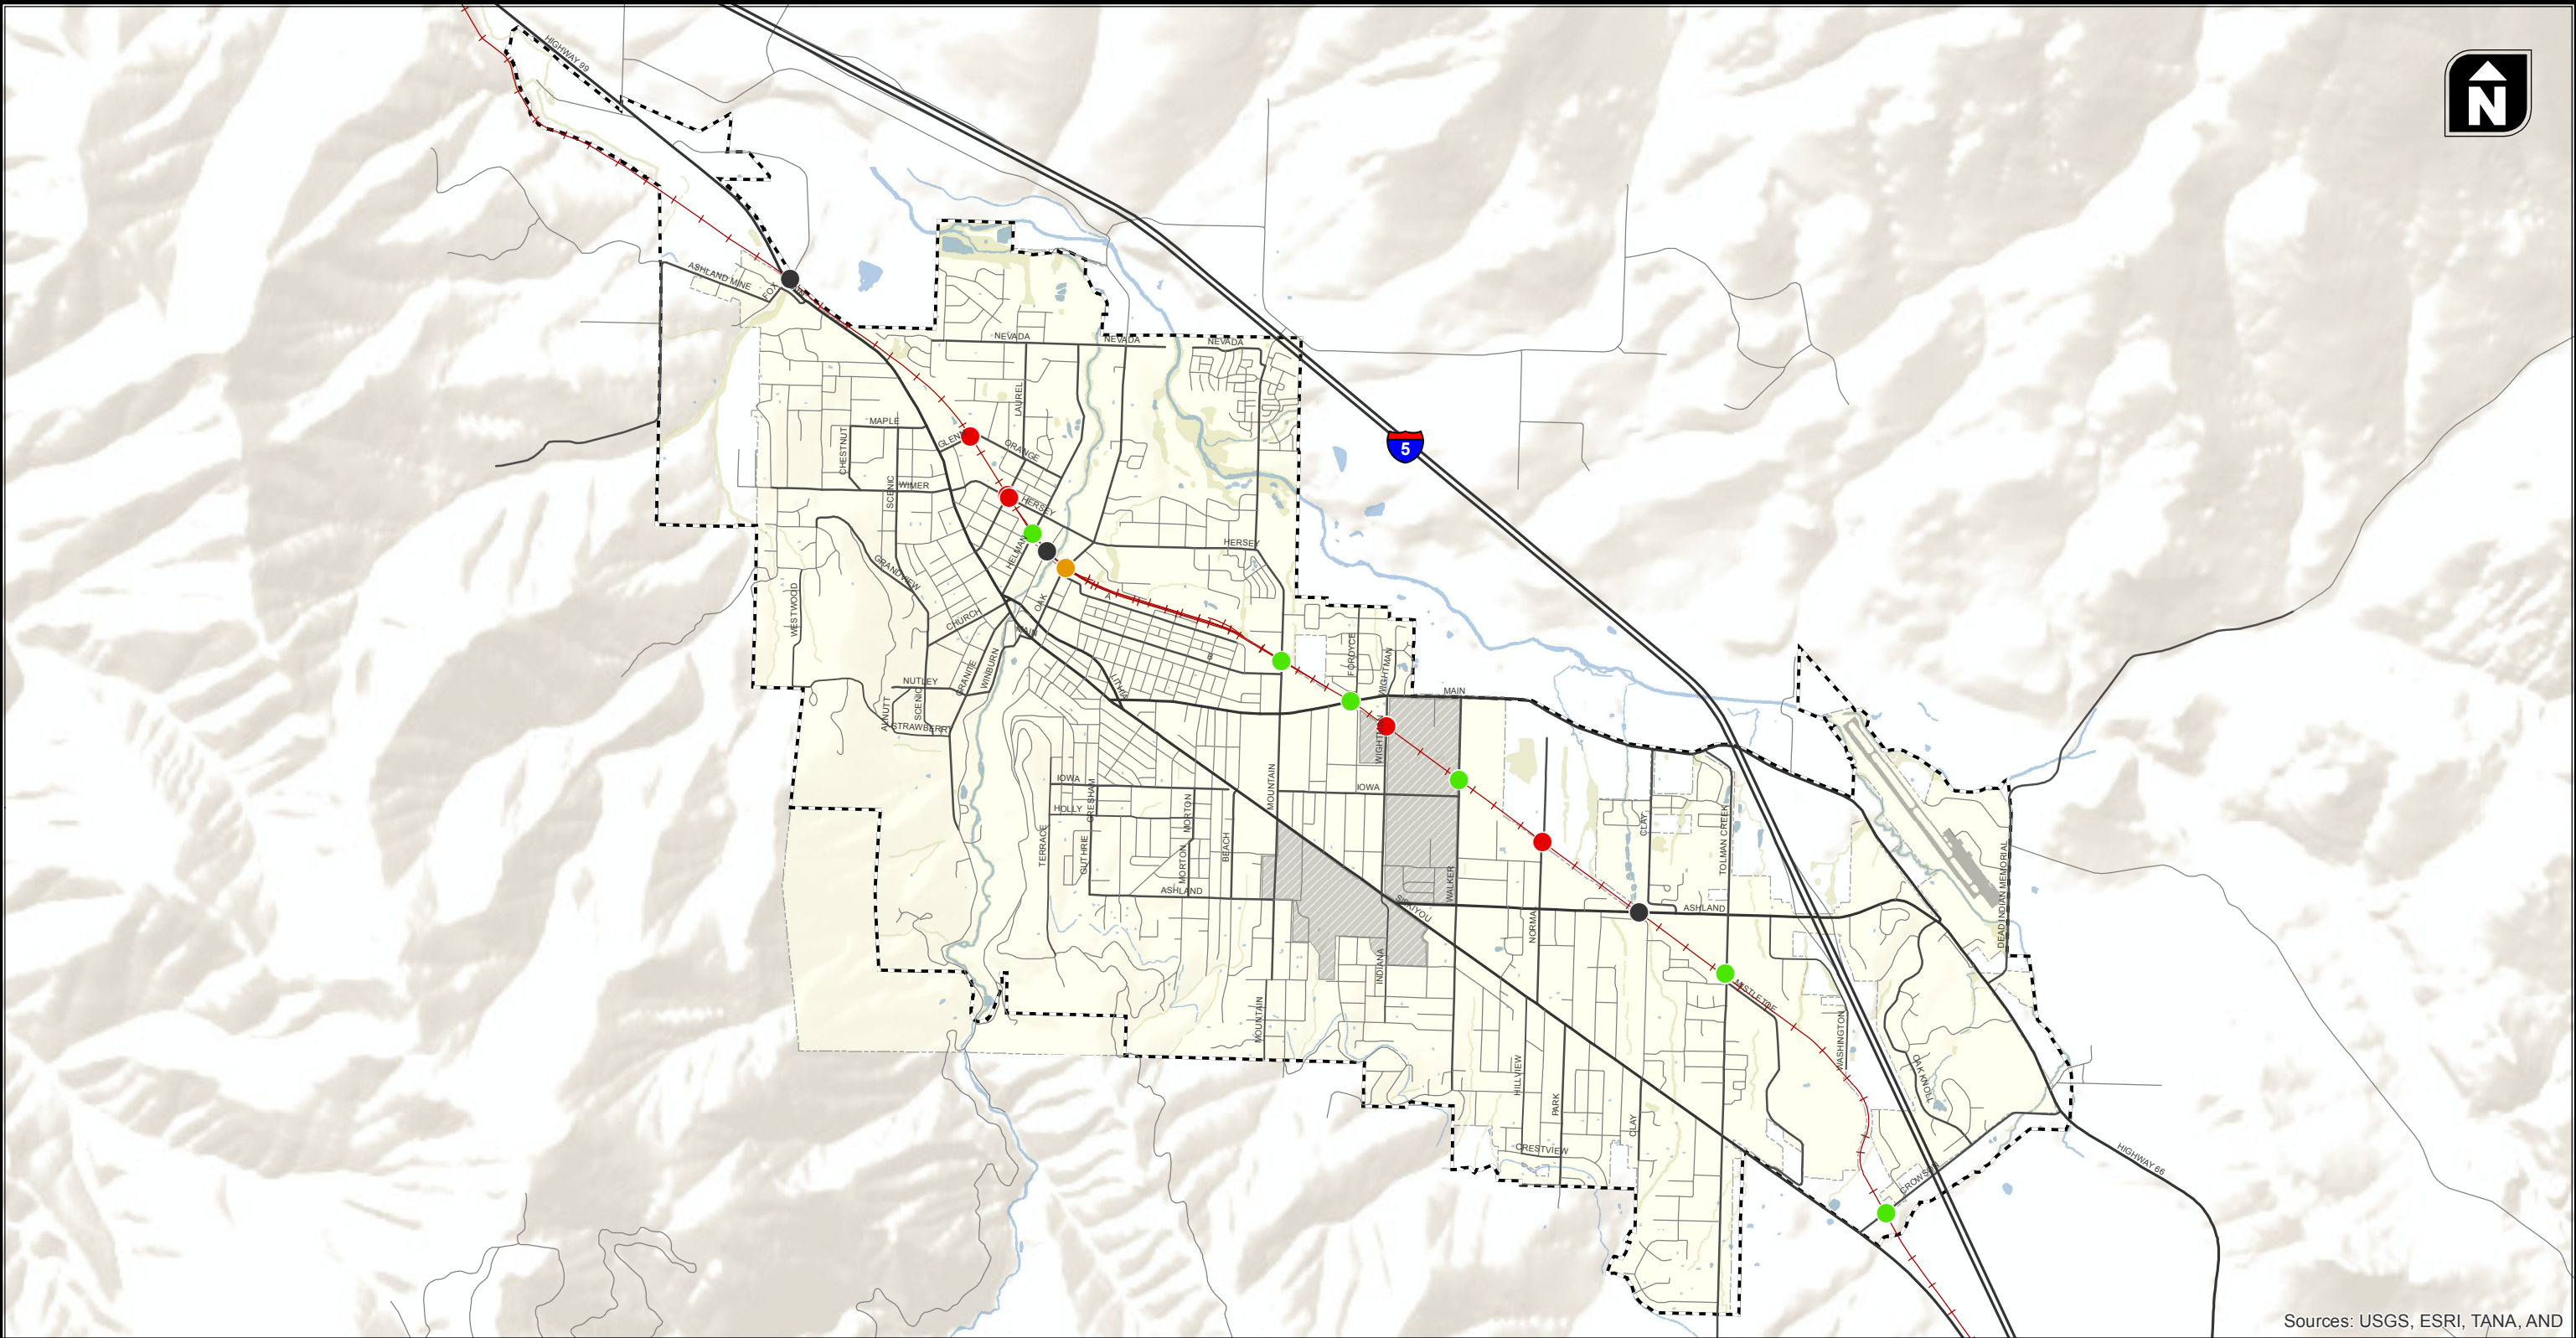 HIGHWAY 99
N
ASHLAND MINE
FOX
NEVADA
NEVADA
NEVADA
LAUREL
MAPLE
GLENN
ORANGE
5
CHESTNUT
SCENIC
WIMER
HERSEY
HELMAN
HERSEY
GRANDVIEW
WESTWOOD
OAK
A
CHURCH
MAIN
B
FORDYCE
WIGHTMAN
GRANITE
WINBURN
NUTLEY
LITHIA
MAIN
SCENIC
ALNUTT
STRAWBERRY
WIGHTMAN
IOWA
MOUNTAIN
IOWA
HOLLY
GRESHAM
MORTON
CLAY
TOLMAN CREEK
TERRACE
GUTHRIE
MORTON
BEACH
ASHLAND
WALKER
SISKIYOU
ASHLAND
NORMAL
DEAD INDIAN MEMORIAL
INDIANA
MISTLETOE
MOUNTAIN
WASHINGTON
HILLVIEW
PARK
CLAY
OAK KNOLL
CRESTVIEW
CROWSON
HIGHWAY 66
Sources: USGS, ESRI, TANA, AND